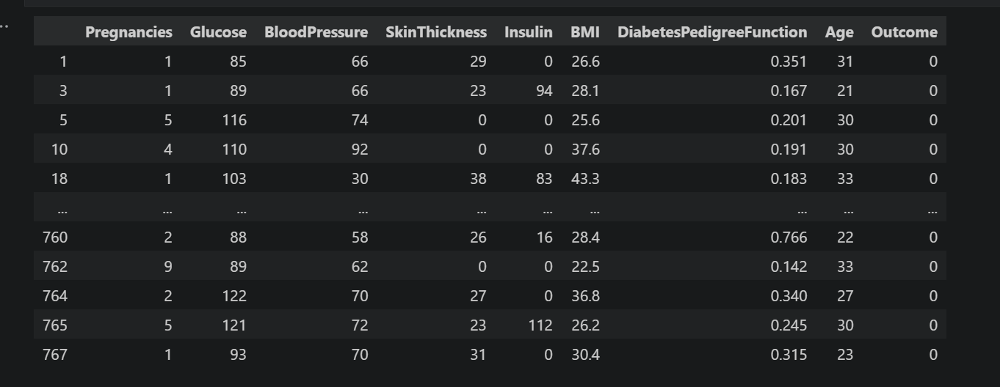 Pregnancies Glucose BloodPressure SkinThickness Insulin BMI DiabetesPedigreeFunction Age Outcome
1 1 85 66 29 0 26.6 0.351 31 0
3 1 89 66 23 94 28.1 0.167 21 0
5 5 116 74 0 0 25.6 0.201 30 0
10 4 110 92 0 0 37.6 0.191 30 0
18 1 103 30 38 83 43.3 0.183 33 0
... ... ... ... ... ... ... ... ... ...
760 2 88 58 26 16 28.4 0.766 22 0
762 9 89 62 0 0 22.5 0.142 33 0
764 2 122 70 27 0 36.8 0.340 27 0
765 5 121 72 23 112 26.2 0.245 30 0
767 1 93 70 31 0 30.4 0.315 23 0